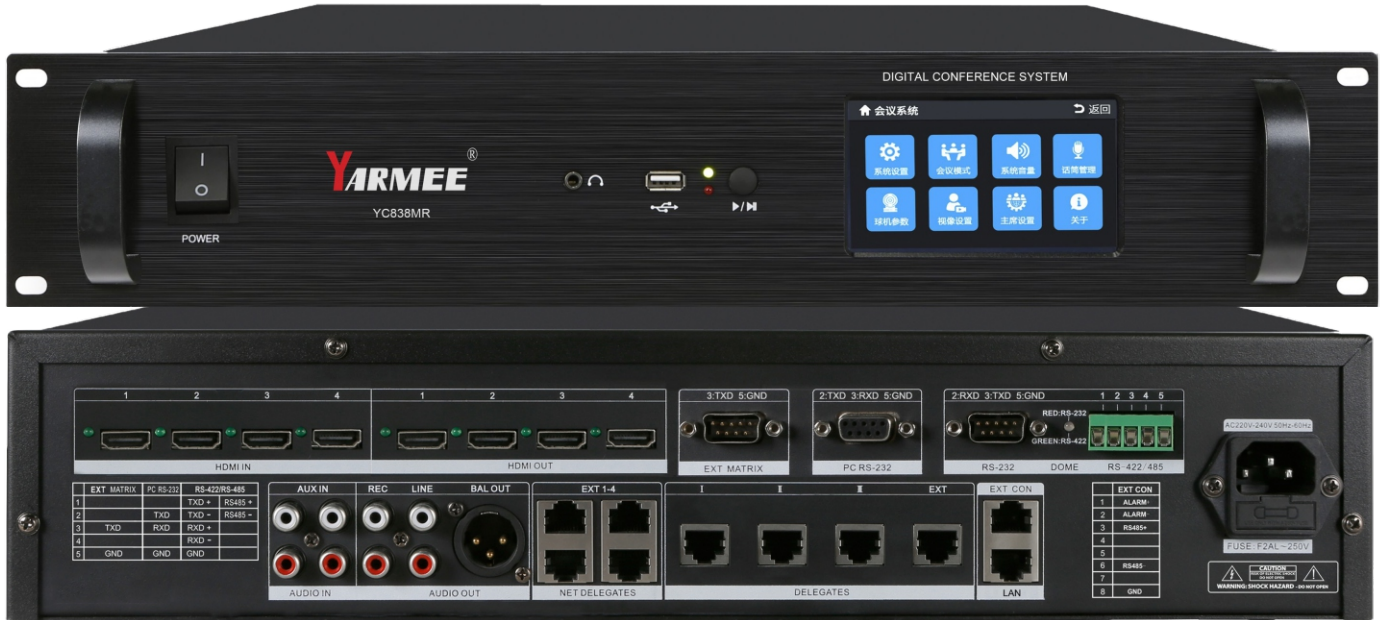 DIGITAL CONFERENCE SYSTEM
会议系统 返回
系统设置 会议模式 系统音量 话筒管理
球机参数 视像设置 主席设置 关于
YARMEE®
YC838MR
POWER
1 2 3 4 1 2 3 4
HDMI IN HDMI OUT
3:TXD 5:GND
EXT MATRIX
2:TXD 3:RXD 5:GND
PC RS-232
2:RXD 3:TXD 5:GND 1 2 3 4 5
RED:RS-232
GREEN:RS-422
RS-232 DOME RS-422/485
AC220V-240V 50Hz-60Hz
FUSE:F2AL~250V
EXT MATRIX PC RS-232 RS-422/RS-485
1 TXD + RS485 +
2 TXD TXD - RS485 -
3 TXD RXD RXD +
4 RXD -
5 GND GND GND
AUX IN REC LINE BAL OUT
AUDIO IN AUDIO OUT
EXT 1-4
NET DELEGATES
I II II EXT
DELEGATES
EXT CON
LAN
EXT CON
1 ALARM-
2 ALARM-
3 RS485+
4
5
6 RS485-
7
8 GND
CAUTION
RISK OF ELECTRIC SHOCK
DO NOT OPEN
WARNING: SHOCK HAZARD - DO NOT OPEN